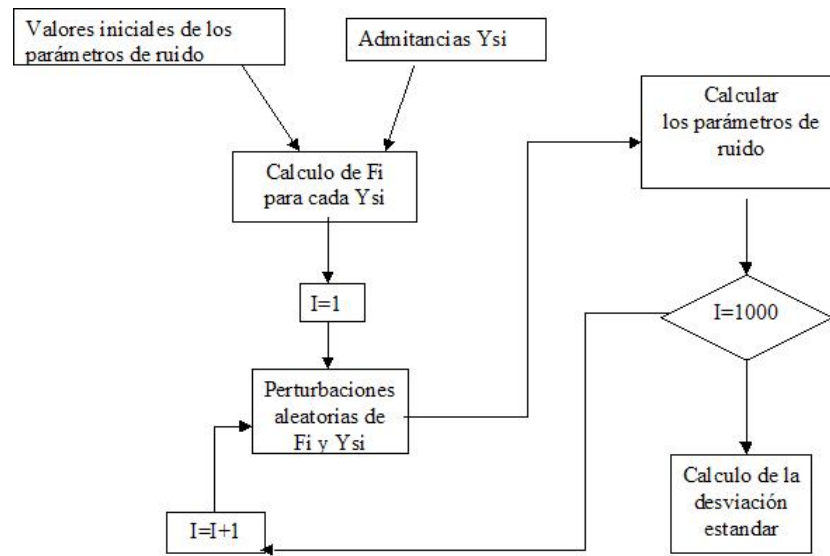 Valores iniciales de los
parámetros de ruido
Admitancias Ysi
Calculo de Fi
para cada Ysi
I=1
Perturbaciones
aleatorias de
Fi y Ysi
I=I+1
Calcular
los parámetros de
ruido
I=1000
Calculo de la
desviación
estandar